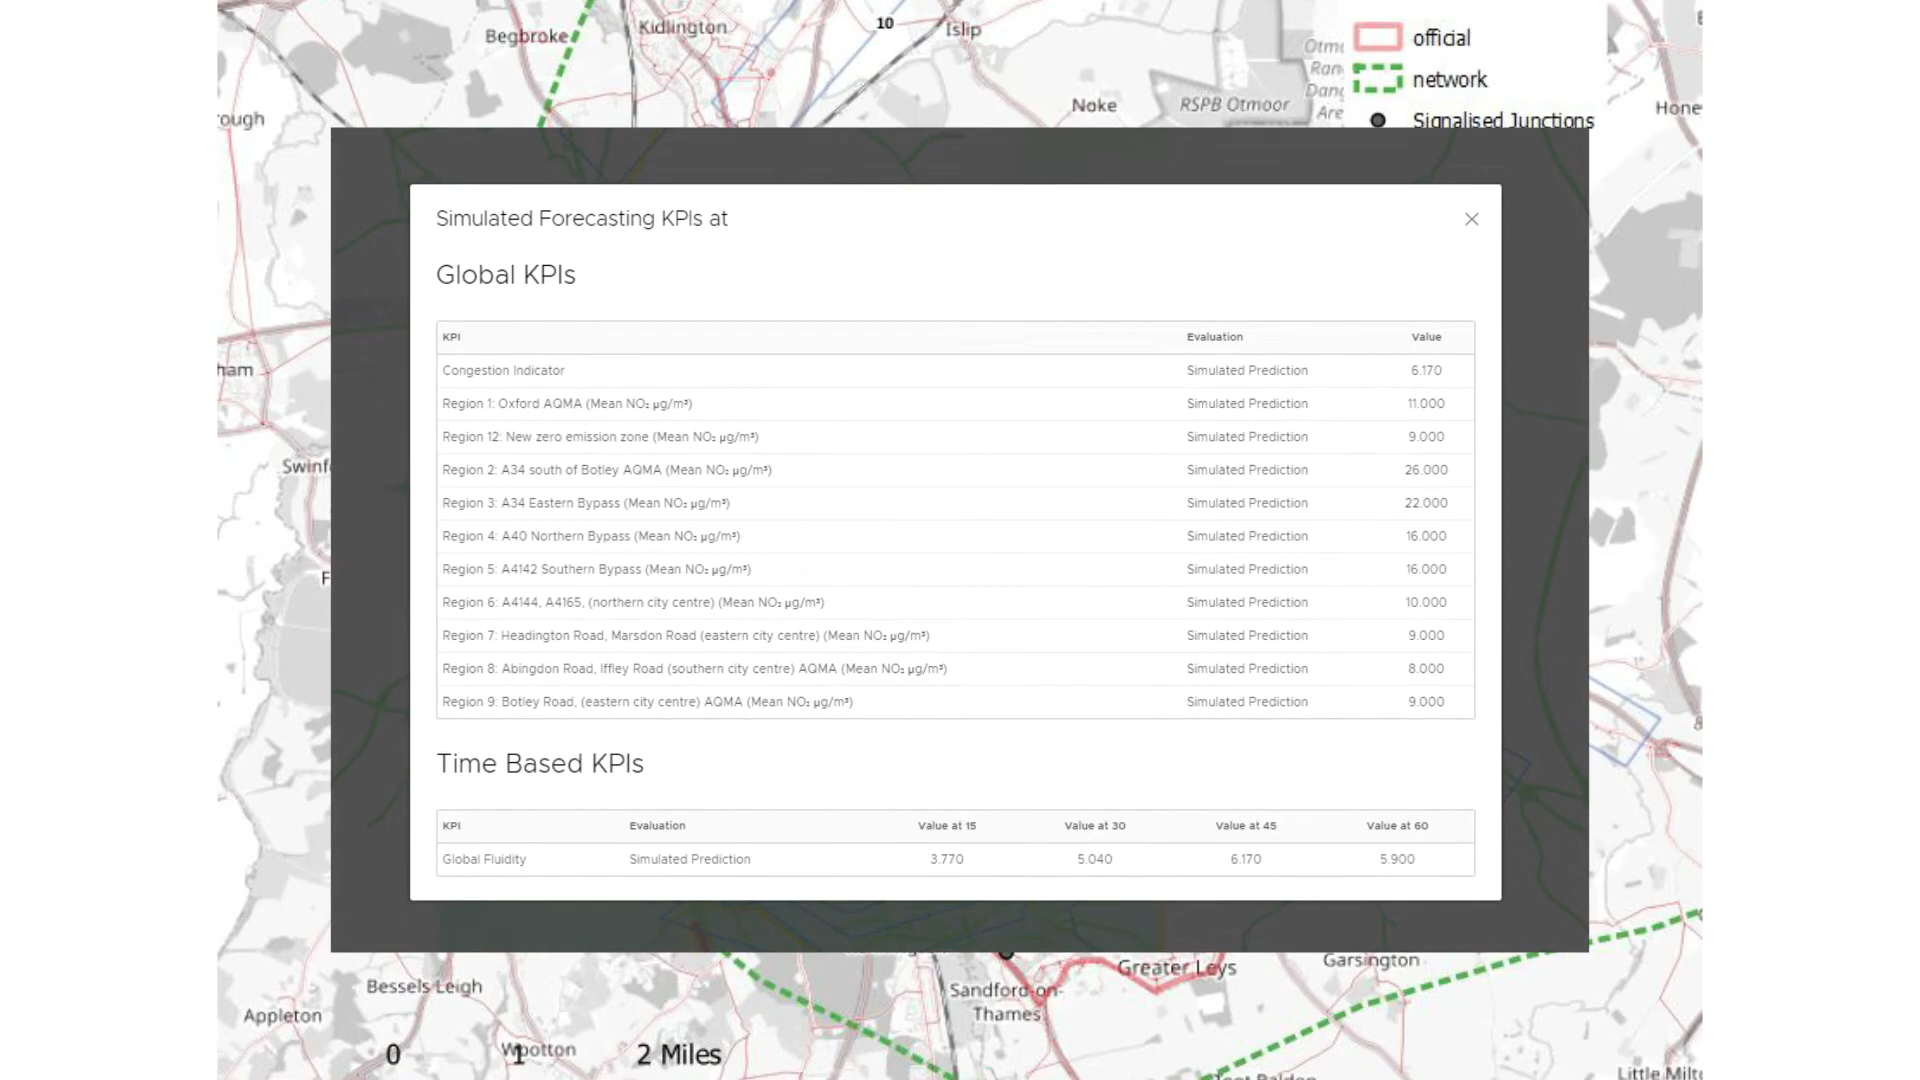 Begbroke
Kidlington
10
Islip
official
network
Signalised Junctions
RSPB Otmoor
Noke
Simulated Forecasting KPIs at
Global KPIs
KPI Evaluation Value
Congestion Indicator Simulated Prediction 6.170
Region 1: Oxford AQMA (Mean NO₂ µg/m³) Simulated Prediction 11.000
Region 12: New zero emission zone (Mean NO₂ µg/m³) Simulated Prediction 9.000
Region 2: A34 south of Botley AQMA (Mean NO₂ µg/m³) Simulated Prediction 26.000
Region 3: A34 Eastern Bypass (Mean NO₂ µg/m³) Simulated Prediction 22.000
Region 4: A40 Northern Bypass (Mean NO₂ µg/m³) Simulated Prediction 16.000
Region 5: A4142 Southern Bypass (Mean NO₂ µg/m³) Simulated Prediction 16.000
Region 6: A4144, A4165, (northern city centre) (Mean NO₂ µg/m³) Simulated Prediction 10.000
Region 7: Headington Road, Marsdon Road (eastern city centre) (Mean NO₂ µg/m³) Simulated Prediction 9.000
Region 8: Abingdon Road, Iffley Road (southern city centre) AQMA (Mean NO₂ µg/m³) Simulated Prediction 8.000
Region 9: Botley Road, (eastern city centre) AQMA (Mean NO₂ µg/m³) Simulated Prediction 9.000
Time Based KPIs
KPI Evaluation Value at 15 Value at 30 Value at 45 Value at 60
Global Fluidity Simulated Prediction 3.770 5.040 6.170 5.900
Greater Leys
Garsington
Bessels Leigh
Sandford-on-
Thames
Appleton
Wootton
0 1 2 Miles